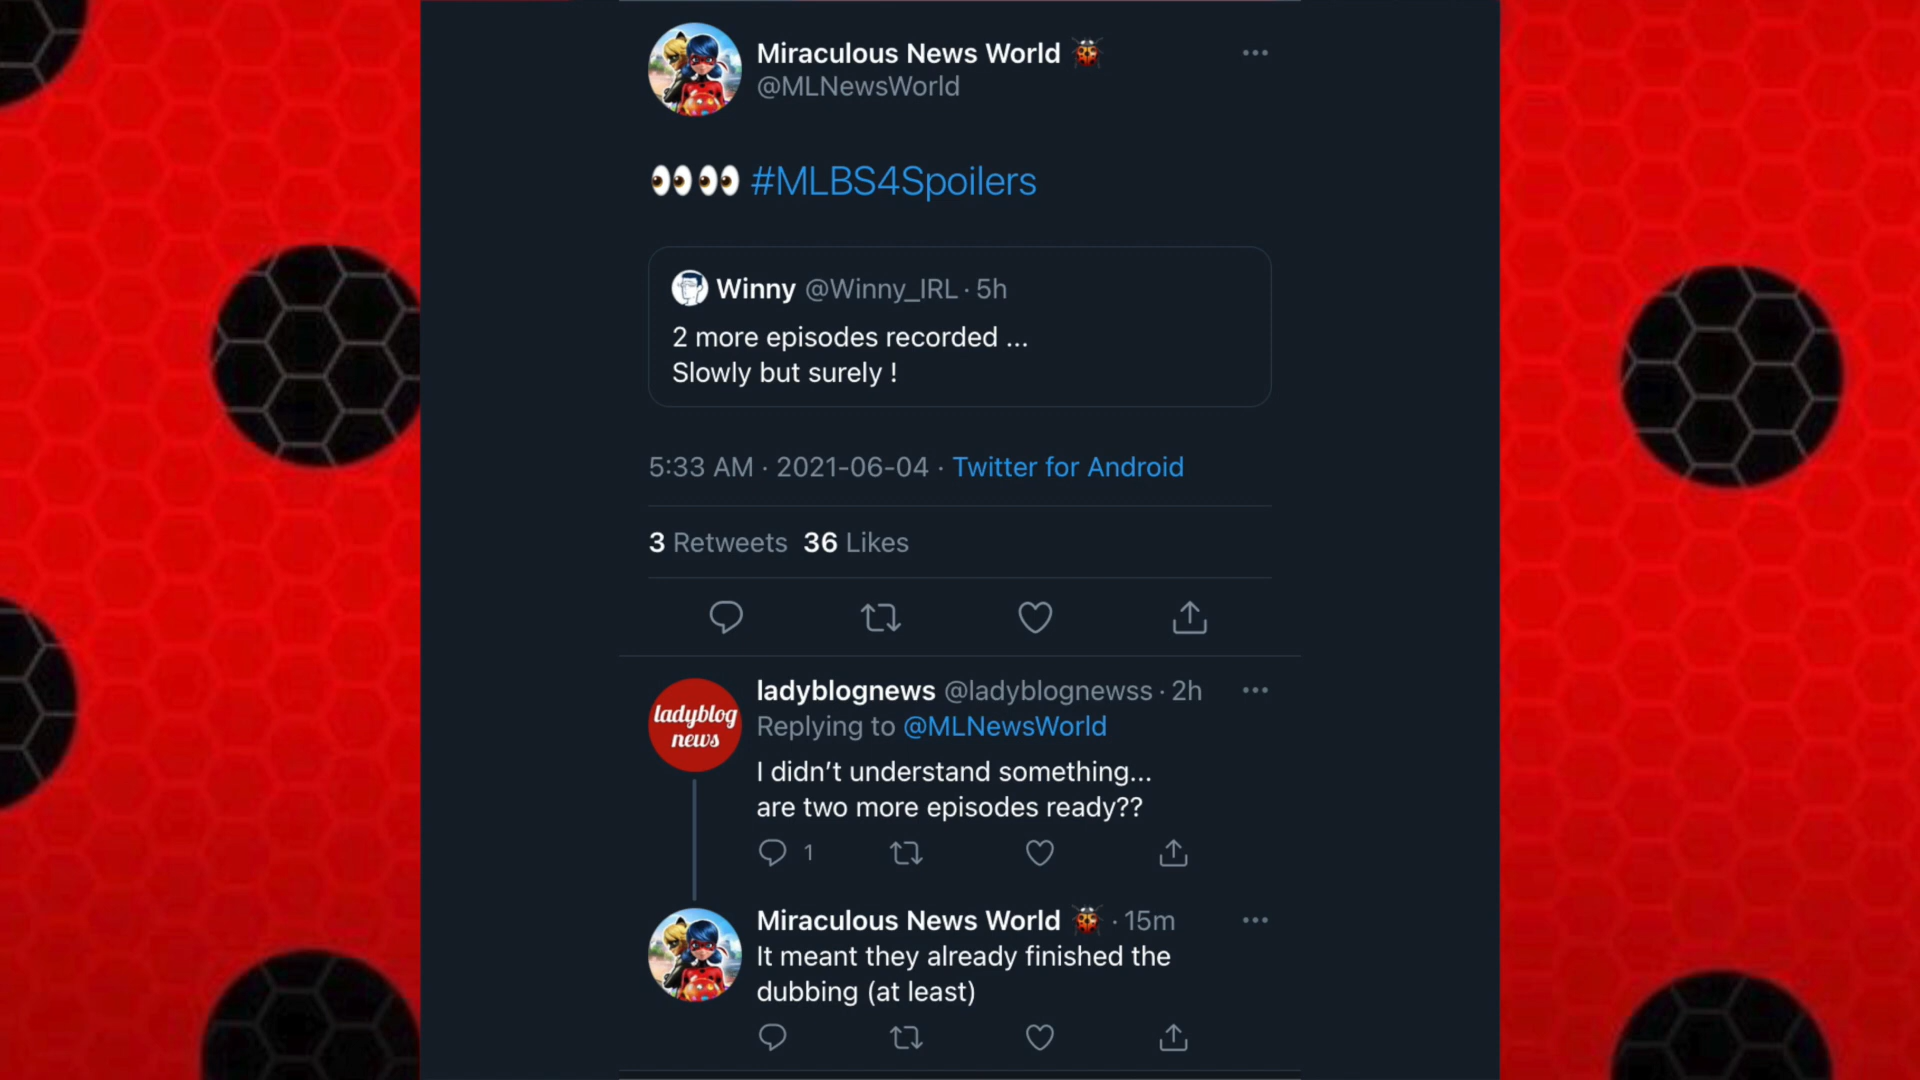 Miraculous News World 🐞
@MLNewsWorld
👀👀 #MLBS4Spoilers
Winny @Winny_IRL · 5h
2 more episodes recorded ...
Slowly but surely !
5:33 AM · 2021-06-04 · Twitter for Android
3 Retweets 36 Likes
ladyblognews @ladyblognewss · 2h
ladyblog
news
Replying to @MLNewsWorld
I didn’t understand something...
are two more episodes ready??
1
Miraculous News World 🐞 · 15m
It meant they already finished the
dubbing (at least)